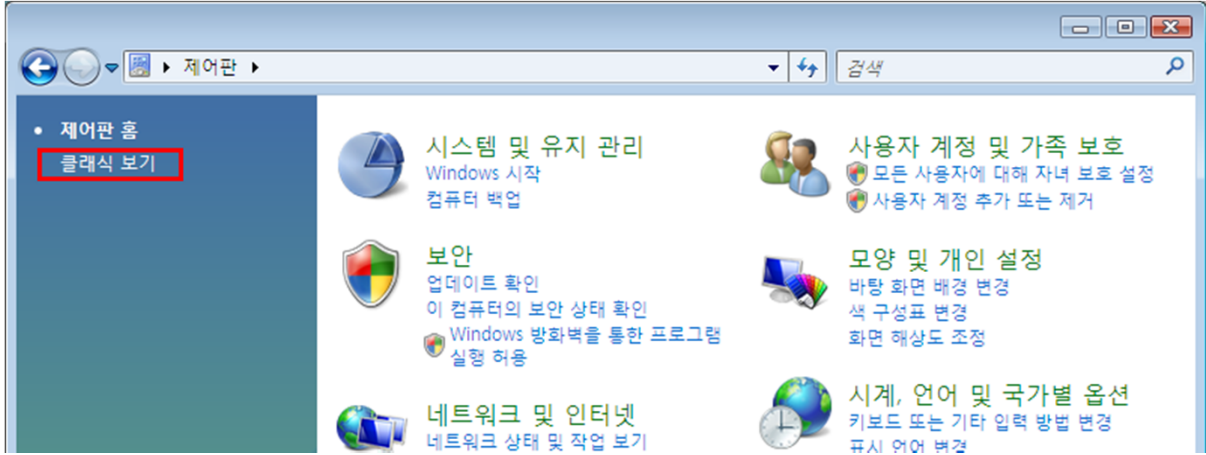 제어판
검색
제어판 홈
클래식 보기
시스템 및 유지 관리
Windows 시작
컴퓨터 백업
보안
업데이트 확인
이 컴퓨터의 보안 상태 확인
Windows 방화벽을 통한 프로그램
실행 허용
네트워크 및 인터넷
네트워크 상태 및 작업 보기
사용자 계정 및 가족 보호
모든 사용자에 대해 자녀 보호 설정
사용자 계정 추가 또는 제거
모양 및 개인 설정
바탕 화면 배경 변경
색 구성표 변경
화면 해상도 조정
시계, 언어 및 국가별 옵션
키보드 또는 기타 입력 방법 변경
표시 언어 변경